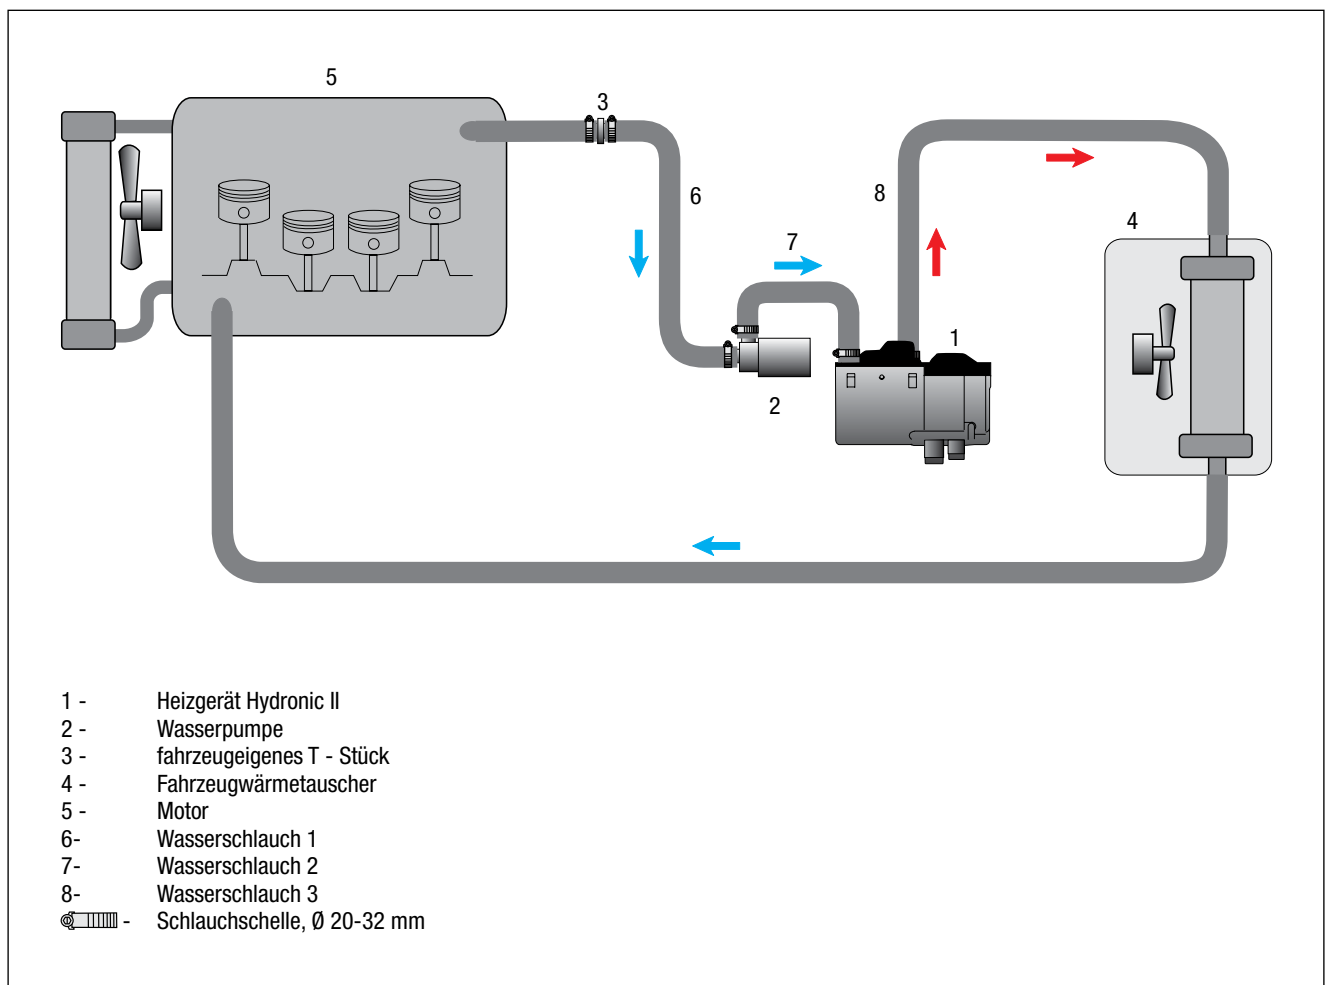 5
3
6
8
7
4
1
2
1 - Heizgerät Hydronic II
2 - Wasserpumpe
3 - fahrzeugeigenes T - Stück
4 - Fahrzeugwärmetauscher
5 - Motor
6- Wasserschlauch 1
7- Wasserschlauch 2
8- Wasserschlauch 3
- Schlauchschelle, Ø 20-32 mm